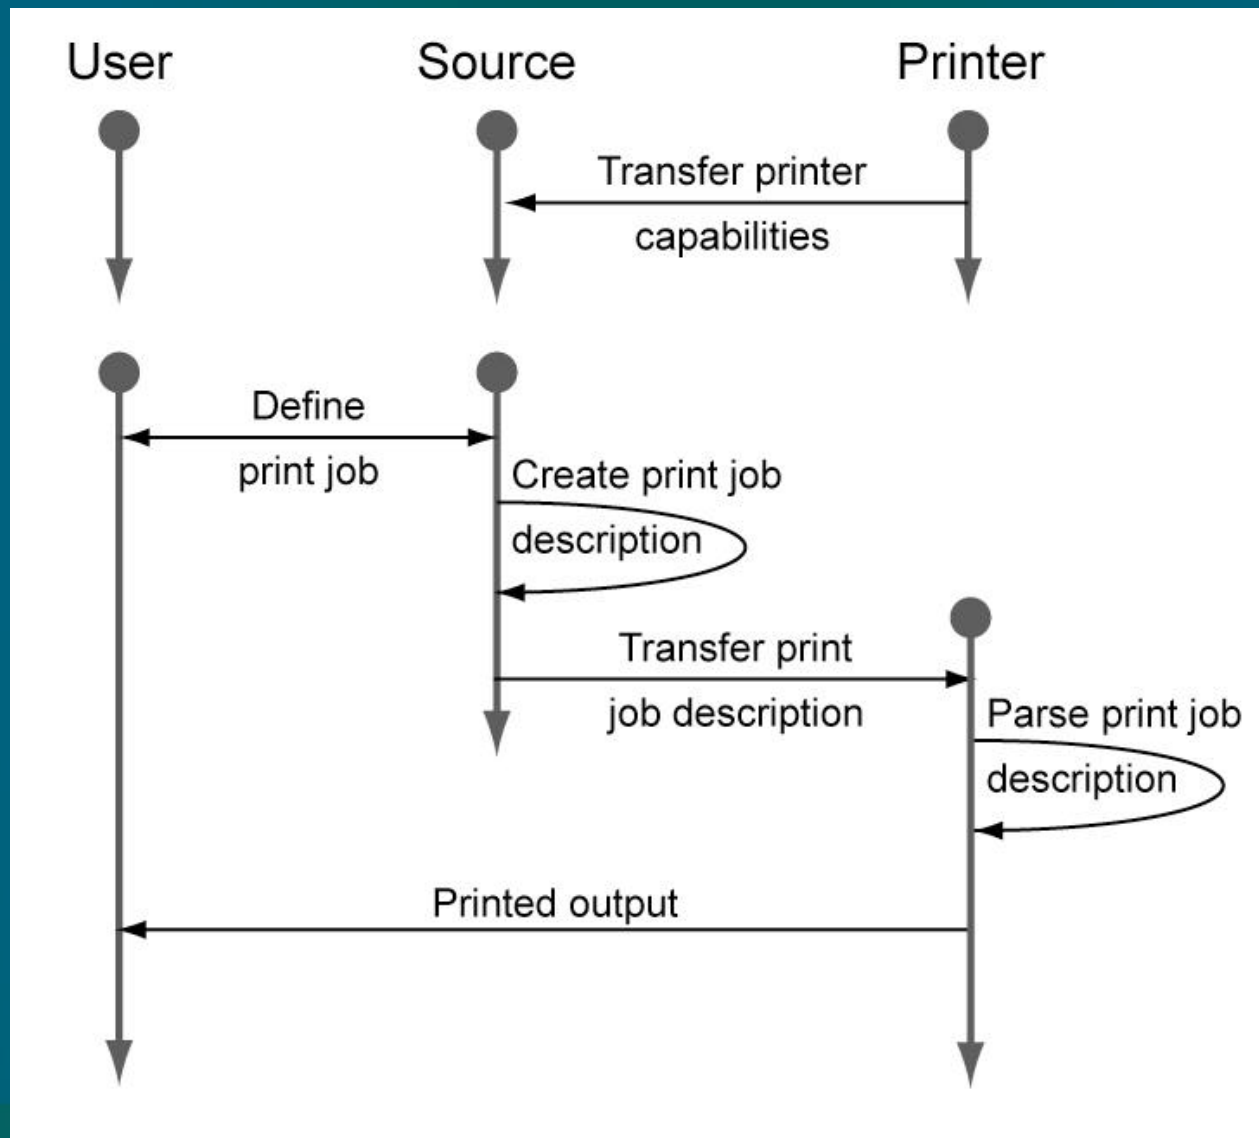 User
Source
Printer
Transfer printer
capabilities
Define
print job
Create print job
description
Transfer print
job description
Parse print job
description
Printed output